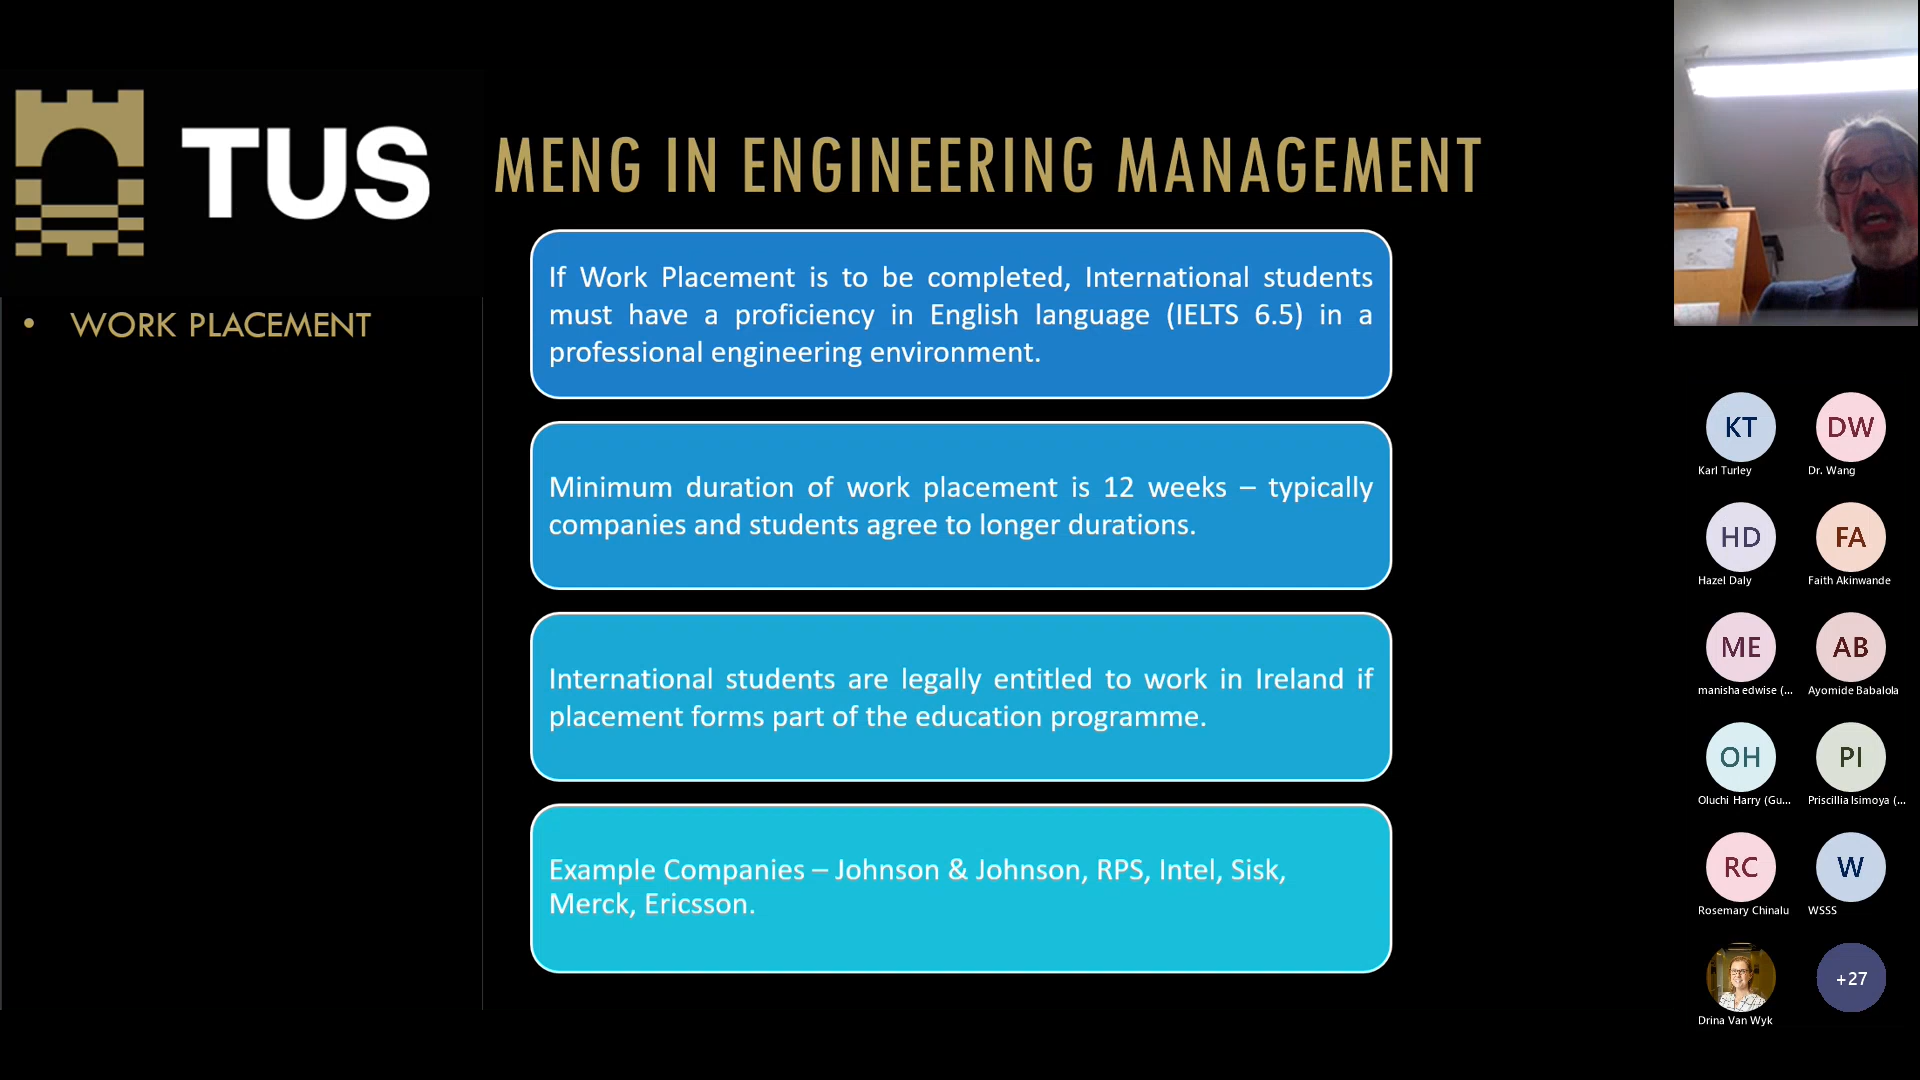 TUS
MENG IN ENGINEERING MANAGEMENT
• WORK PLACEMENT
If Work Placement is to be completed, International students
must have a proficiency in English language (IELTS 6.5) in a
professional engineering environment.
Minimum duration of work placement is 12 weeks – typically
companies and students agree to longer durations.
International students are legally entitled to work in Ireland if
placement forms part of the education programme.
Example Companies – Johnson & Johnson, RPS, Intel, Sisk,
Merck, Ericsson.
KT
DW
Karl Turley
Dr. Wang
HD
FA
Hazel Daly
Faith Akinwande
ME
AB
manisha edwise (...
Ayomide Babalola
OH
PI
Oluchi Harry (Gu...
Priscillia Isimoya (...
RC
W
Rosemary Chinalu
WSSS
+27
Drina Van Wyk